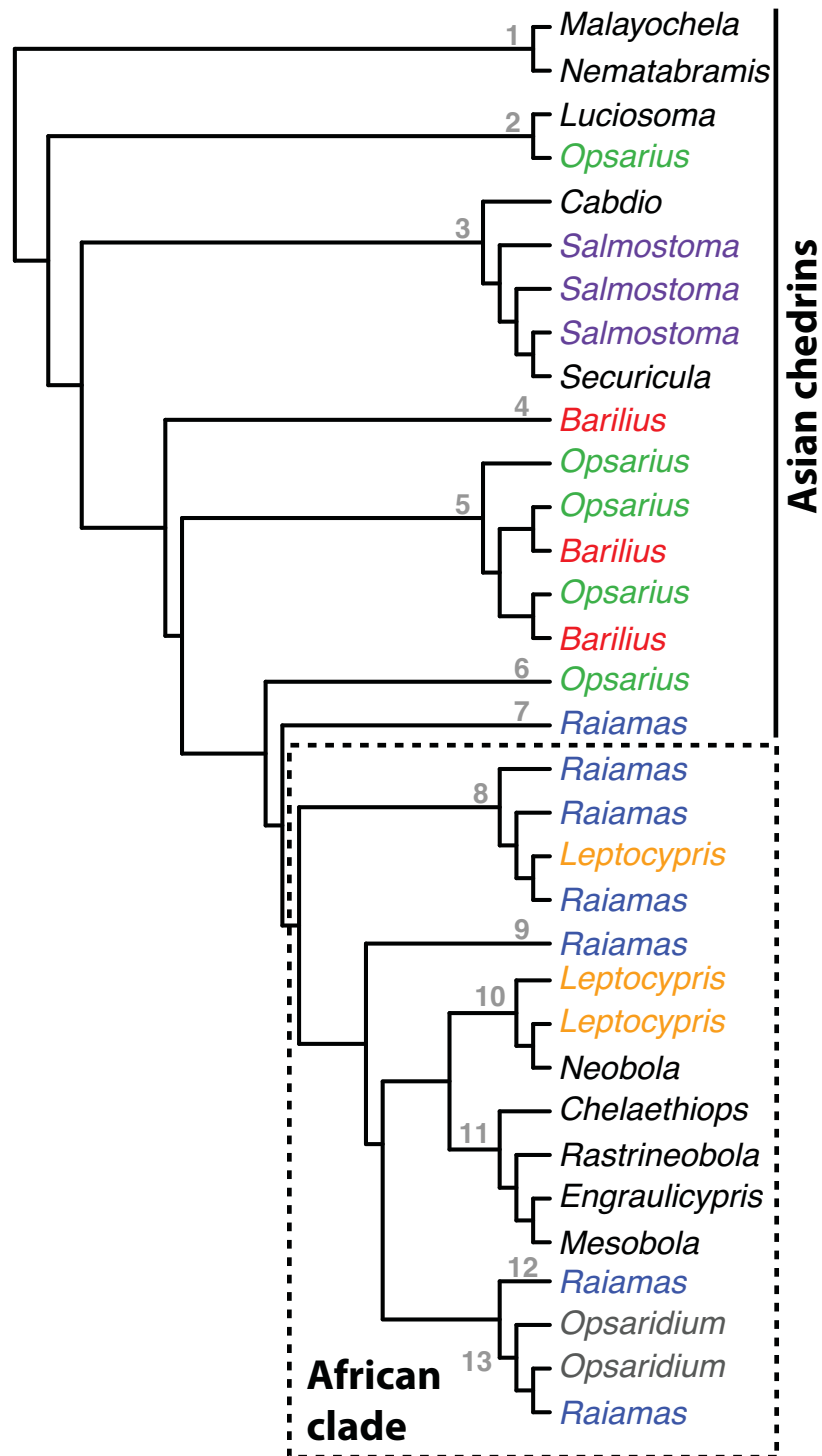 1
Malayochela
Nematabramis
2
Luciosoma
Opsarius
Cabdio
3
Salmostoma
Salmostoma
Salmostoma
Securicula
4
Barilius
Opsarius
5
Opsarius
Barilius
Opsarius
Barilius
6
Opsarius
7
Raiamas
Asian chedrins
Raiamas
8
Raiamas
Leptocypris
Raiamas
9
Raiamas
Leptocypris
10
Leptocypris
Neobola
Chelaethiops
11
Rastrineobola
Engraulicypris
Mesobola
12
Raiamas
Opsaridium
13
Opsaridium
Raiamas
African
clade